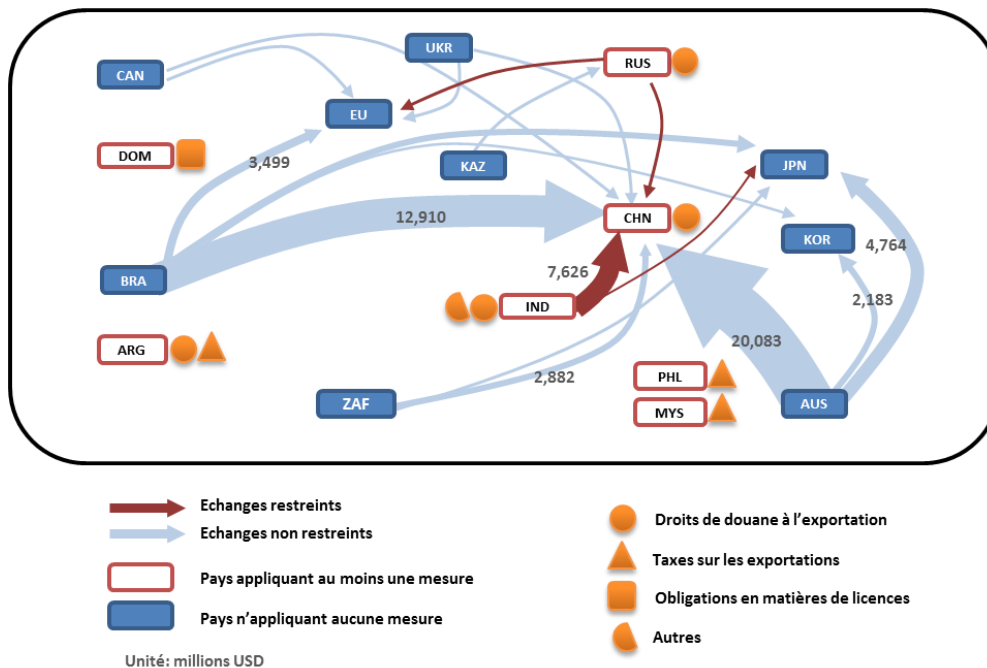 UKR
CAN
RUS
EU
DOM
3,499
KAZ
JPN
12,910
CHN
KOR
4,764
BRA
7,626
2,183
IND
ARG
20,083
2,882
PHL
ZAF
MYS
AUS
Echanges restreints
Echanges non restreints
Pays appliquant au moins une mesure
Pays n’appliquant aucune mesure
Unité: millions USD
Droits de douane à l’exportation
Taxes sur les exportations
Obligations en matières de licences
Autres